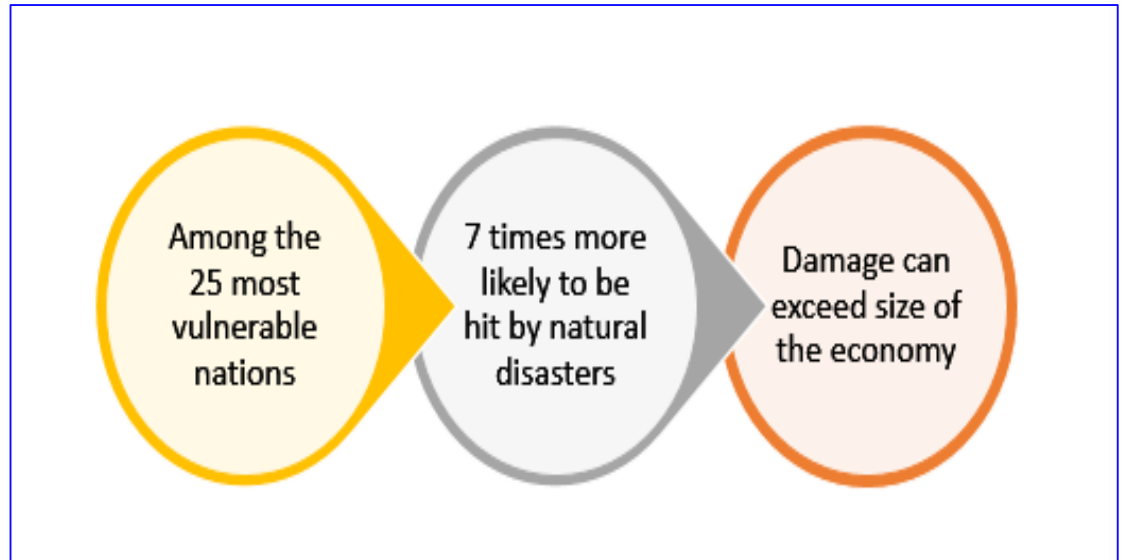 Among the
25 most
vulnerable
nations
7 times more
likely to be
hit by natural
disasters
Damage can
exceed size of
the economy